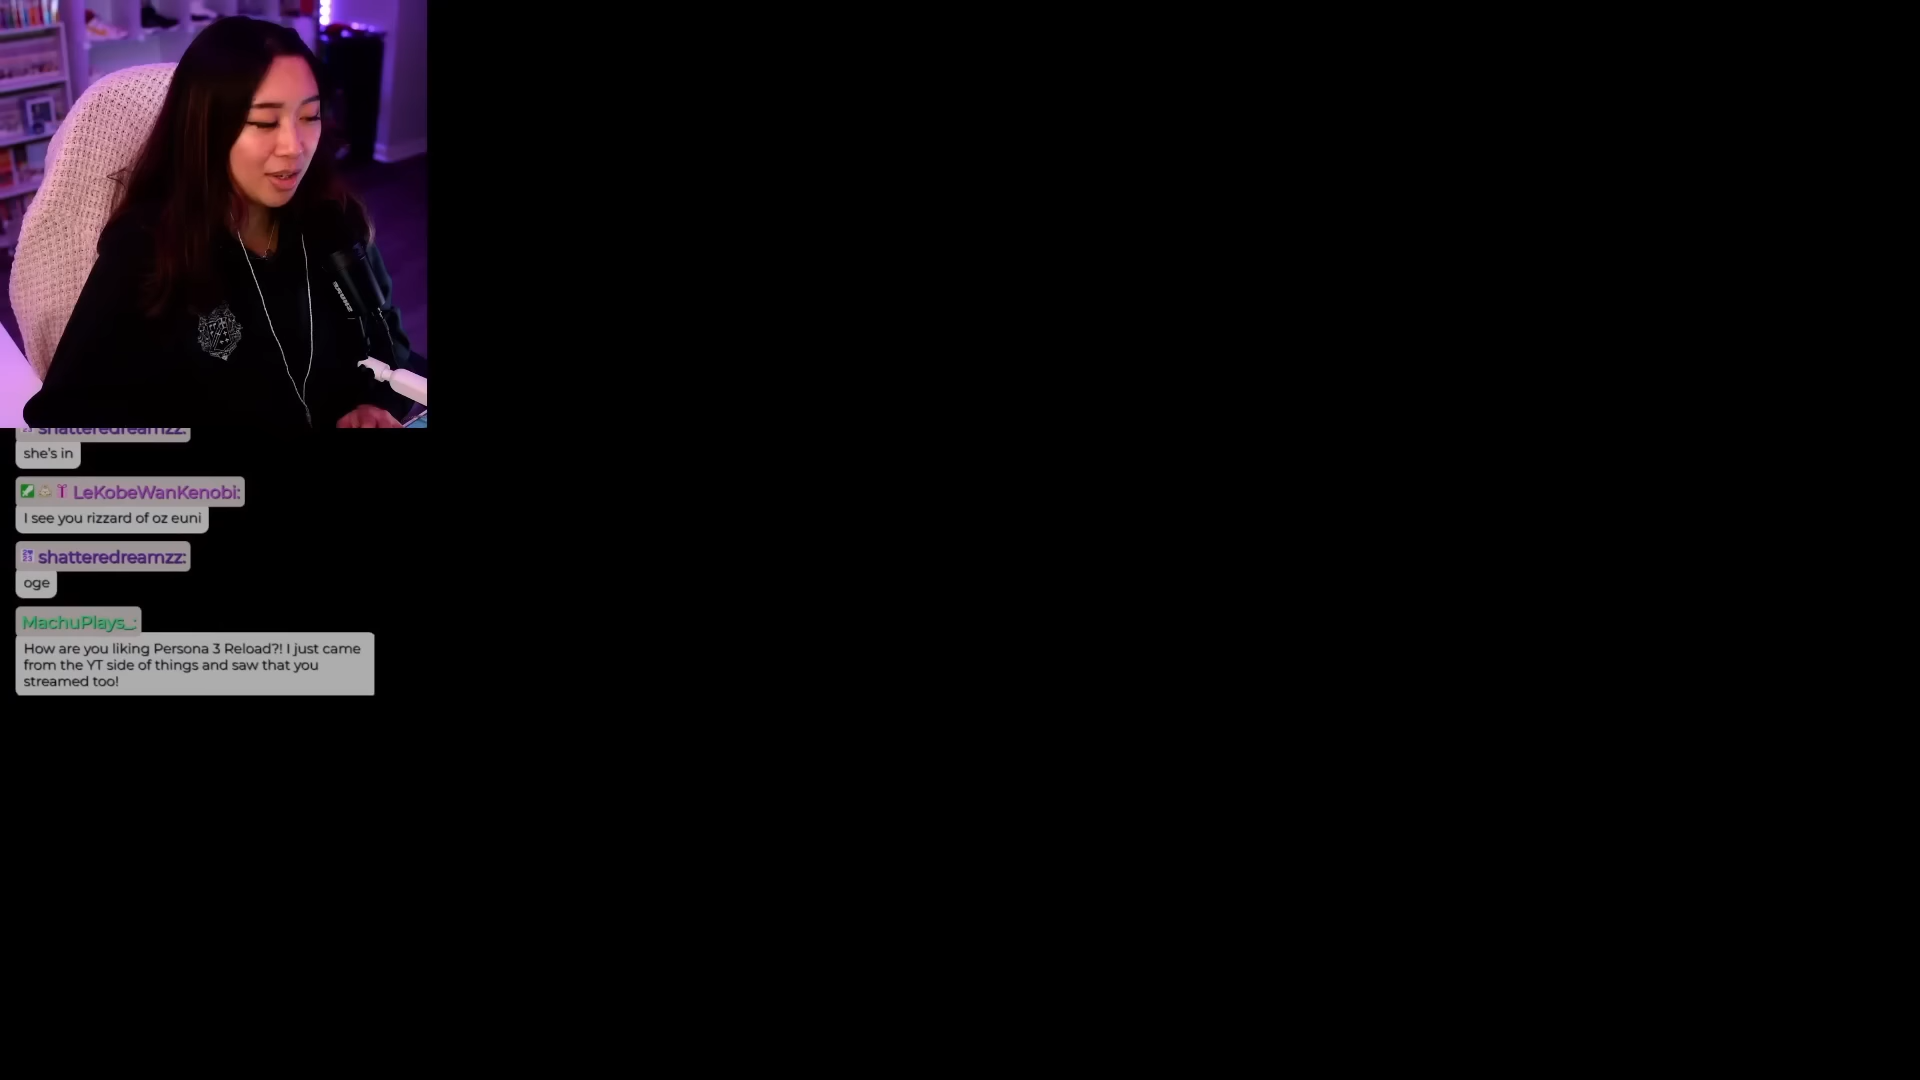 shatteredreamzz:
she's in
LeKobeWanKenobi:
I see you rizzard of oz euni
shatteredreamzz:
oge
MachuPlays_:
How are you liking Persona 3 Reload?! I just came
from the YT side of things and saw that you
streamed too!